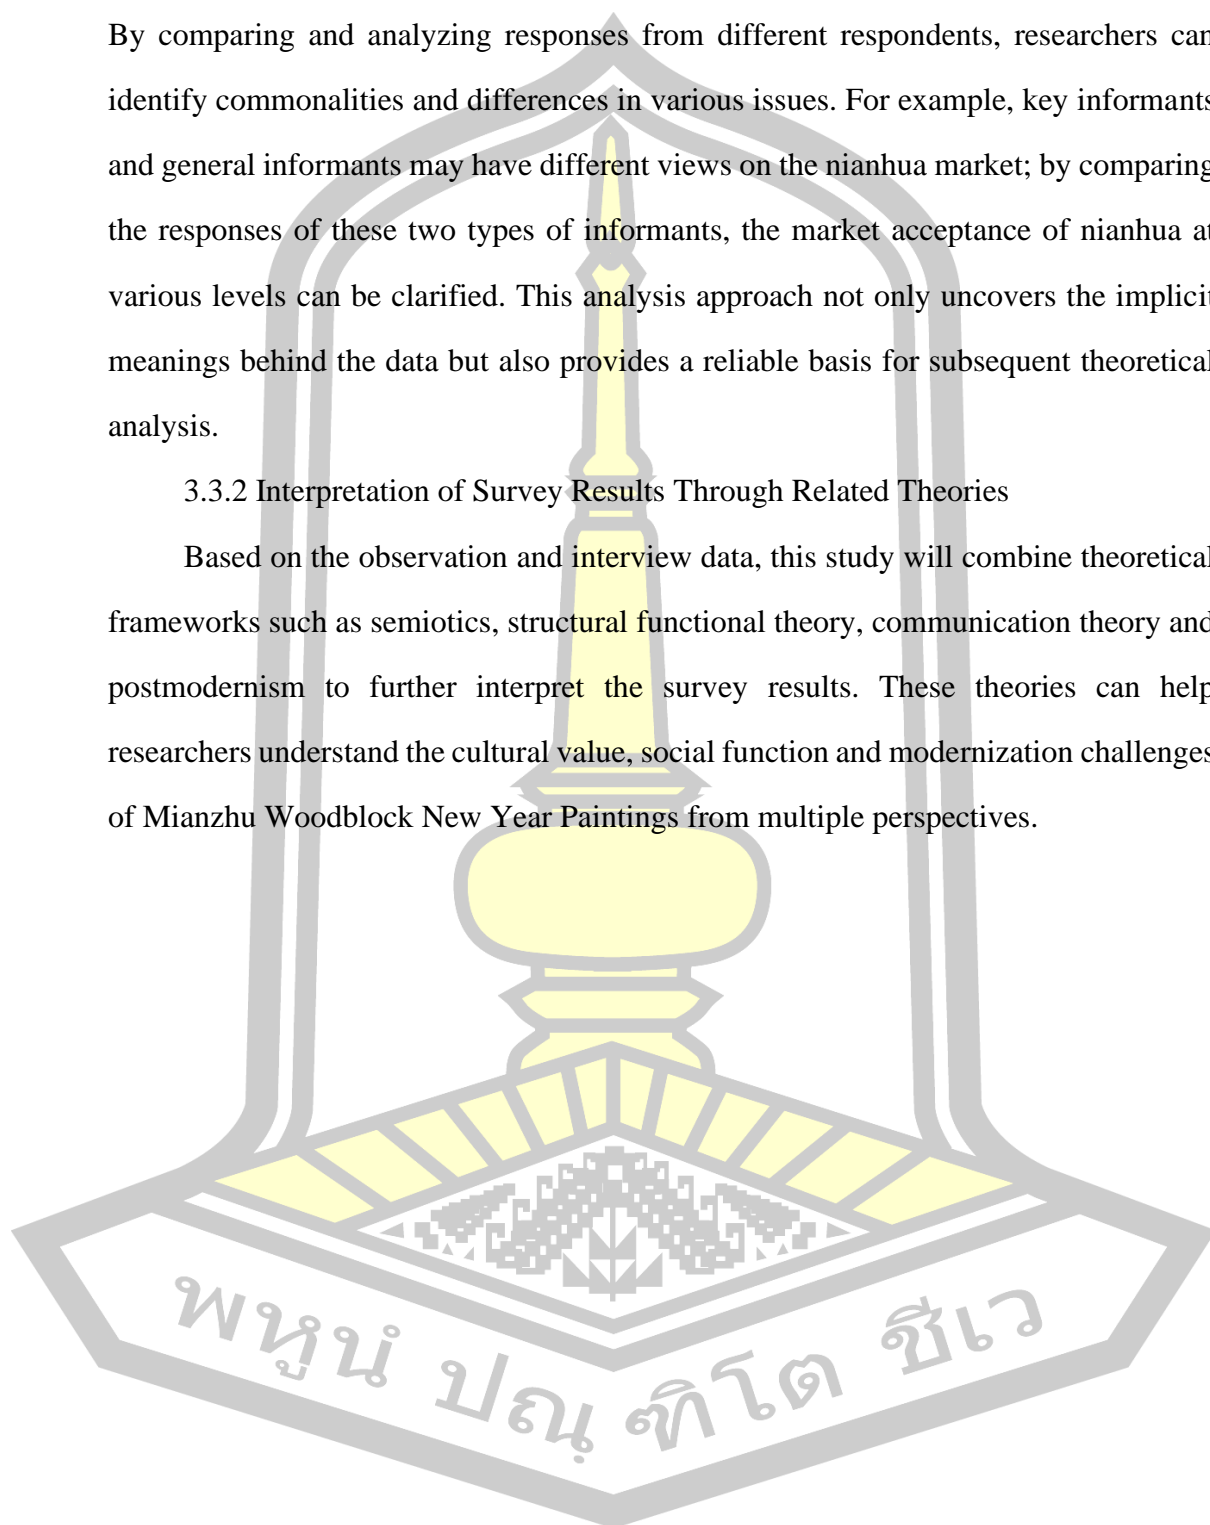 By comparing and analyzing responses from different respondents, researchers can
identify commonalities and differences in various issues. For example, key informants
and general informants may have different views on the nianhua market; by comparing
the responses of these two types of informants, the market acceptance of nianhua at
various levels can be clarified. This analysis approach not only uncovers the implicit
meanings behind the data but also provides a reliable basis for subsequent theoretical
analysis.
3.3.2 Interpretation of Survey Results Through Related Theories
Based on the observation and interview data, this study will combine theoretical
frameworks such as semiotics, structural functional theory, communication theory and
postmodernism to further interpret the survey results. These theories can help
researchers understand the cultural value, social function and modernization challenges
of Mianzhu Woodblock New Year Paintings from multiple perspectives.
พหูนํ ปณฺ ฑิโต ชีเว